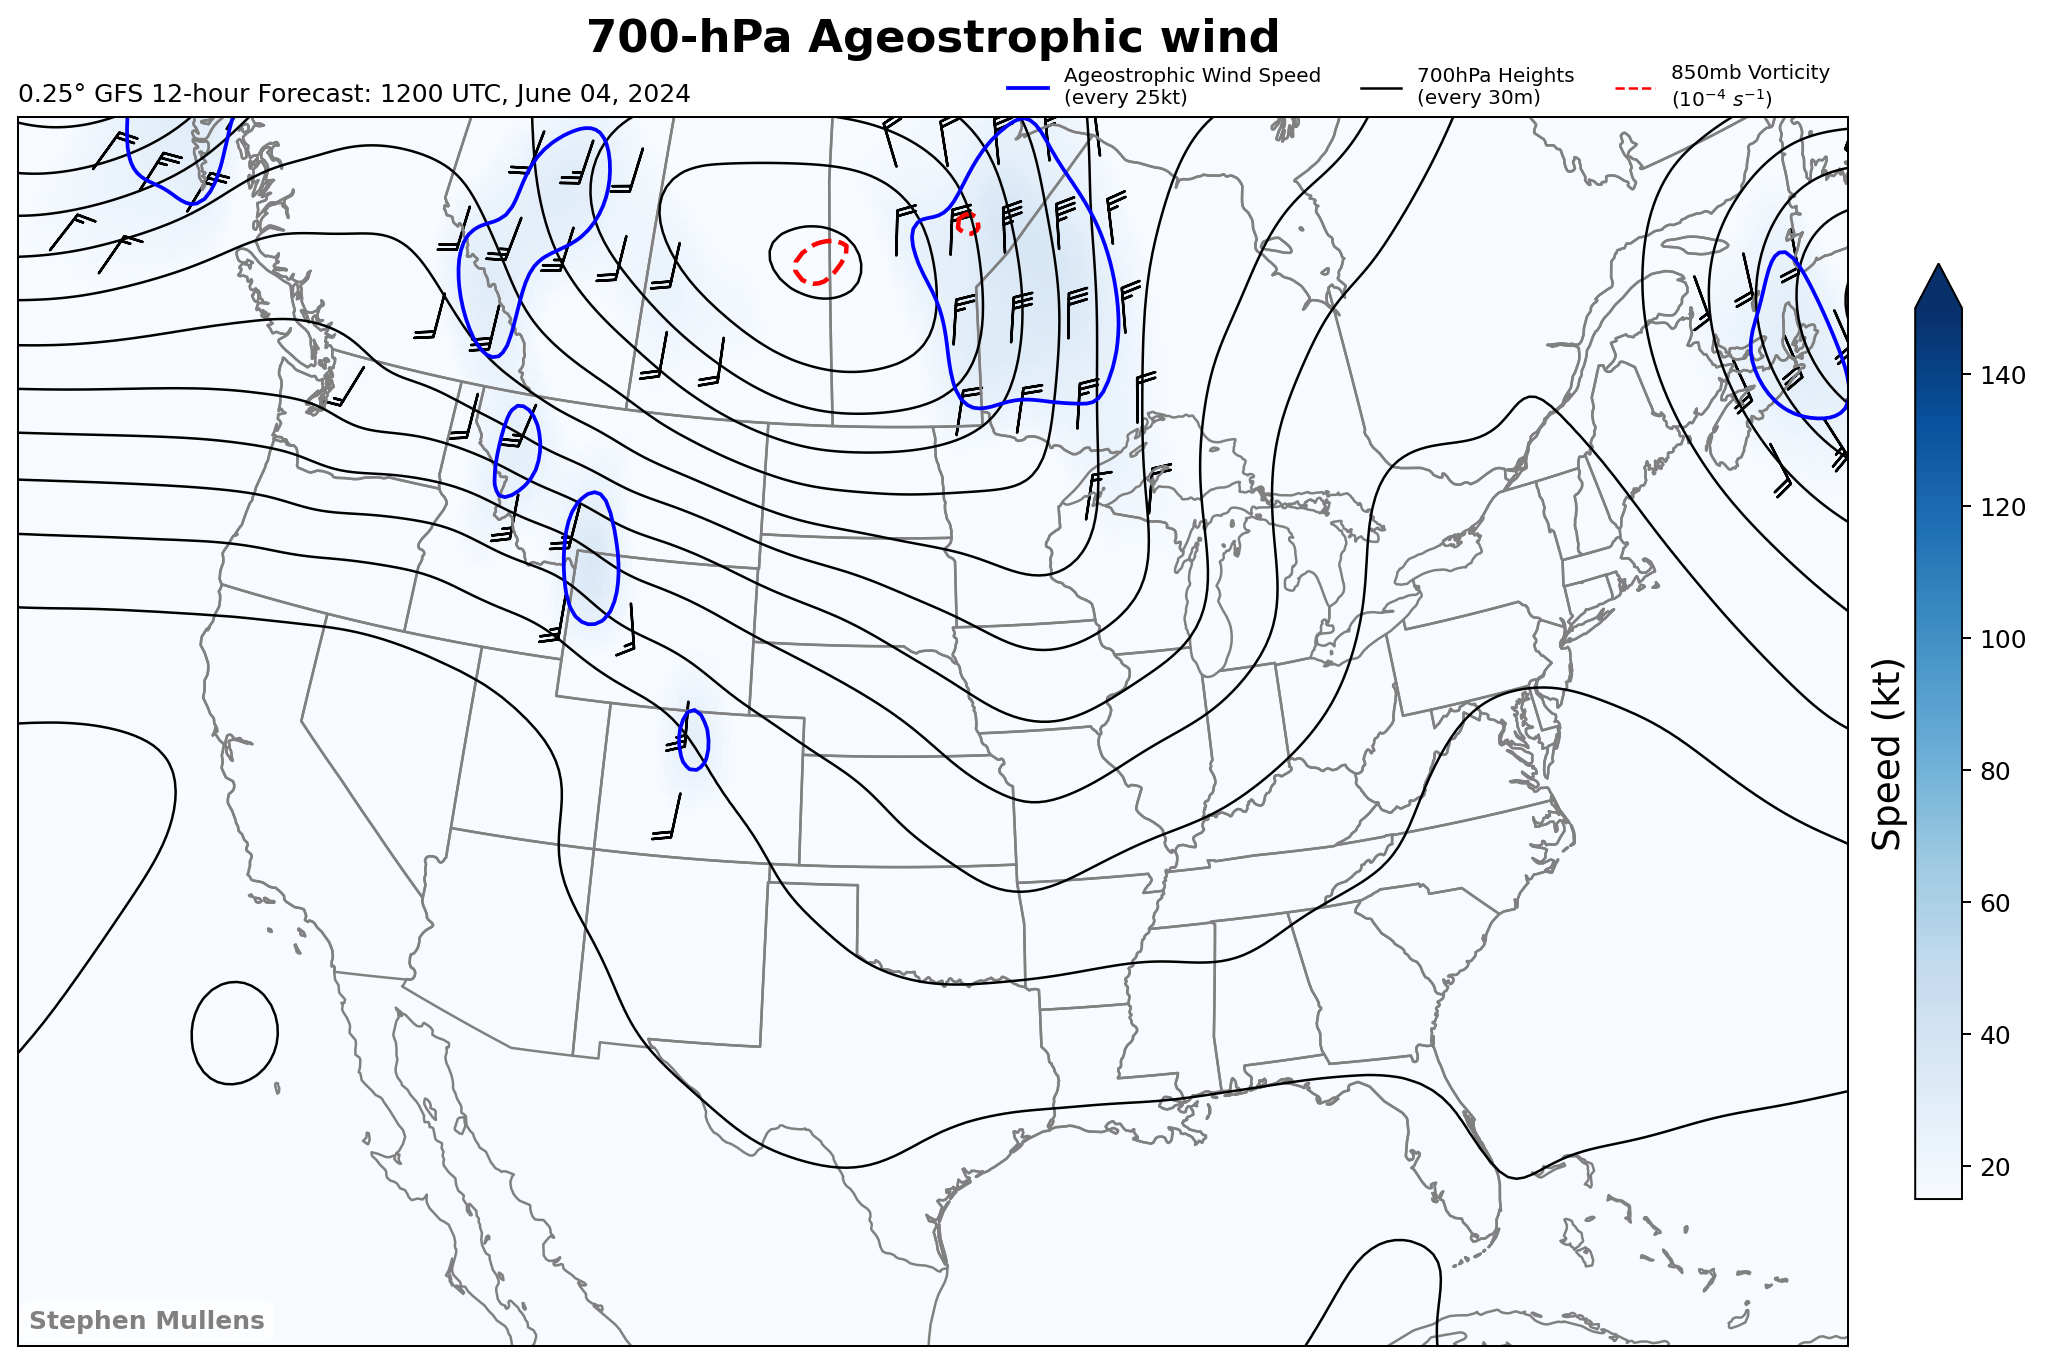 700-hPa Ageostrophic wind
0.25° GFS 12-hour Forecast: 1200 UTC, June 04, 2024
Ageostrophic Wind Speed
(every 25kt)
700hPa Heights
(every 30m)
850mb Vorticity
(10⁻⁴ s⁻¹)
140
120
100
80
60
40
20
Speed (kt)
Stephen Mullens